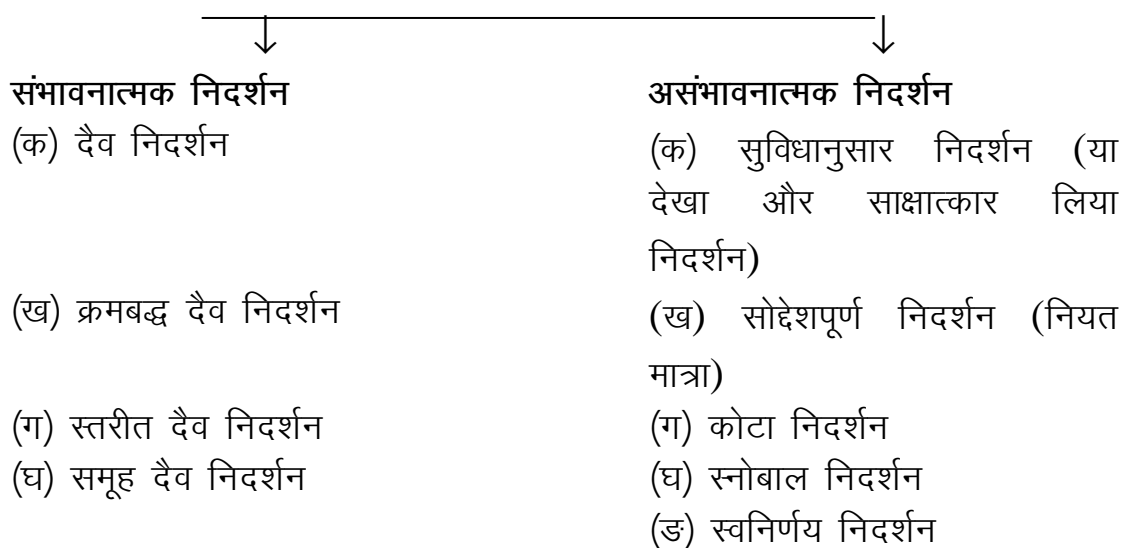 संभावनात्मक निदर्शन
(क) दैव निदर्शन
(ख) क्रमबद्ध दैव निदर्शन
(ग) स्तरीत दैव निदर्शन
(घ) समूह दैव निदर्शन
असंभावनात्मक निदर्शन
(क) सुविधानुसार निदर्शन (या
देखा और साक्षात्कार लिया
निदर्शन)
(ख) सोद्देशपूर्ण निदर्शन (नियत
मात्रा)
(ग) कोटा निदर्शन
(घ) स्नोबाल निदर्शन
(ङ) स्वनिर्णय निदर्शन